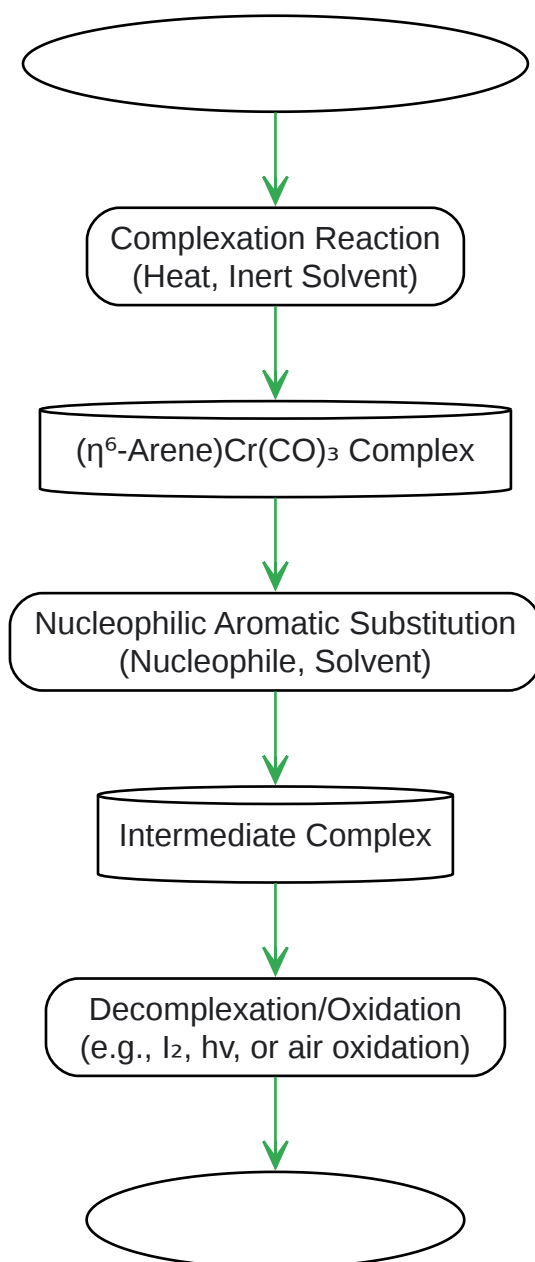 Complexation Reaction
(Heat, Inert Solvent)
(η⁶-Arene)Cr(CO)₃ Complex
Nucleophilic Aromatic Substitution
(Nucleophile, Solvent)
Intermediate Complex
Decomplexation/Oxidation
(e.g., I₂, hv, or air oxidation)